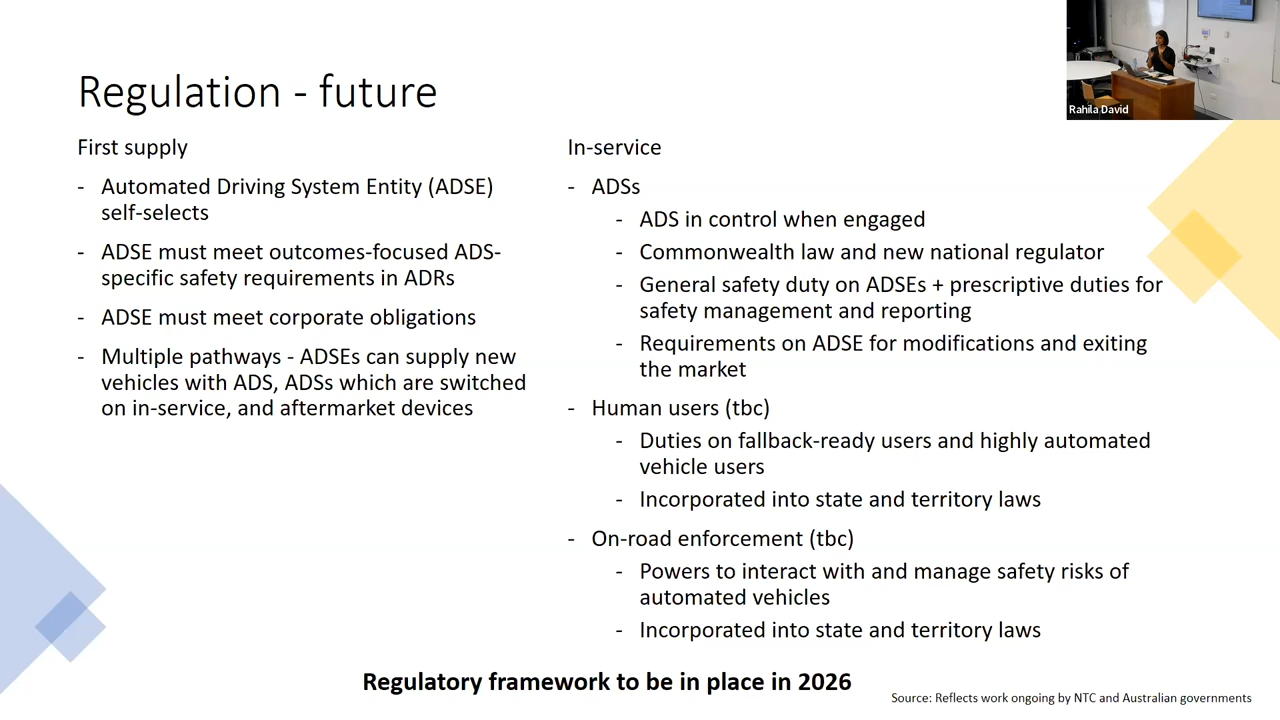 Regulation - future
Rahila David
First supply
- Automated Driving System Entity (ADSE)
self-selects
- ADSE must meet outcomes-focused ADS-
specific safety requirements in ADRs
- ADSE must meet corporate obligations
- Multiple pathways - ADSEs can supply new
vehicles with ADS, ADSs which are switched
on in-service, and aftermarket devices
In-service
- ADSs
- ADS in control when engaged
- Commonwealth law and new national regulator
- General safety duty on ADSEs + prescriptive duties for
safety management and reporting
- Requirements on ADSE for modifications and exiting
the market
- Human users (tbc)
- Duties on fallback-ready users and highly automated
vehicle users
- Incorporated into state and territory laws
- On-road enforcement (tbc)
- Powers to interact with and manage safety risks of
automated vehicles
- Incorporated into state and territory laws
Regulatory framework to be in place in 2026
Source: Reflects work ongoing by NTC and Australian governments